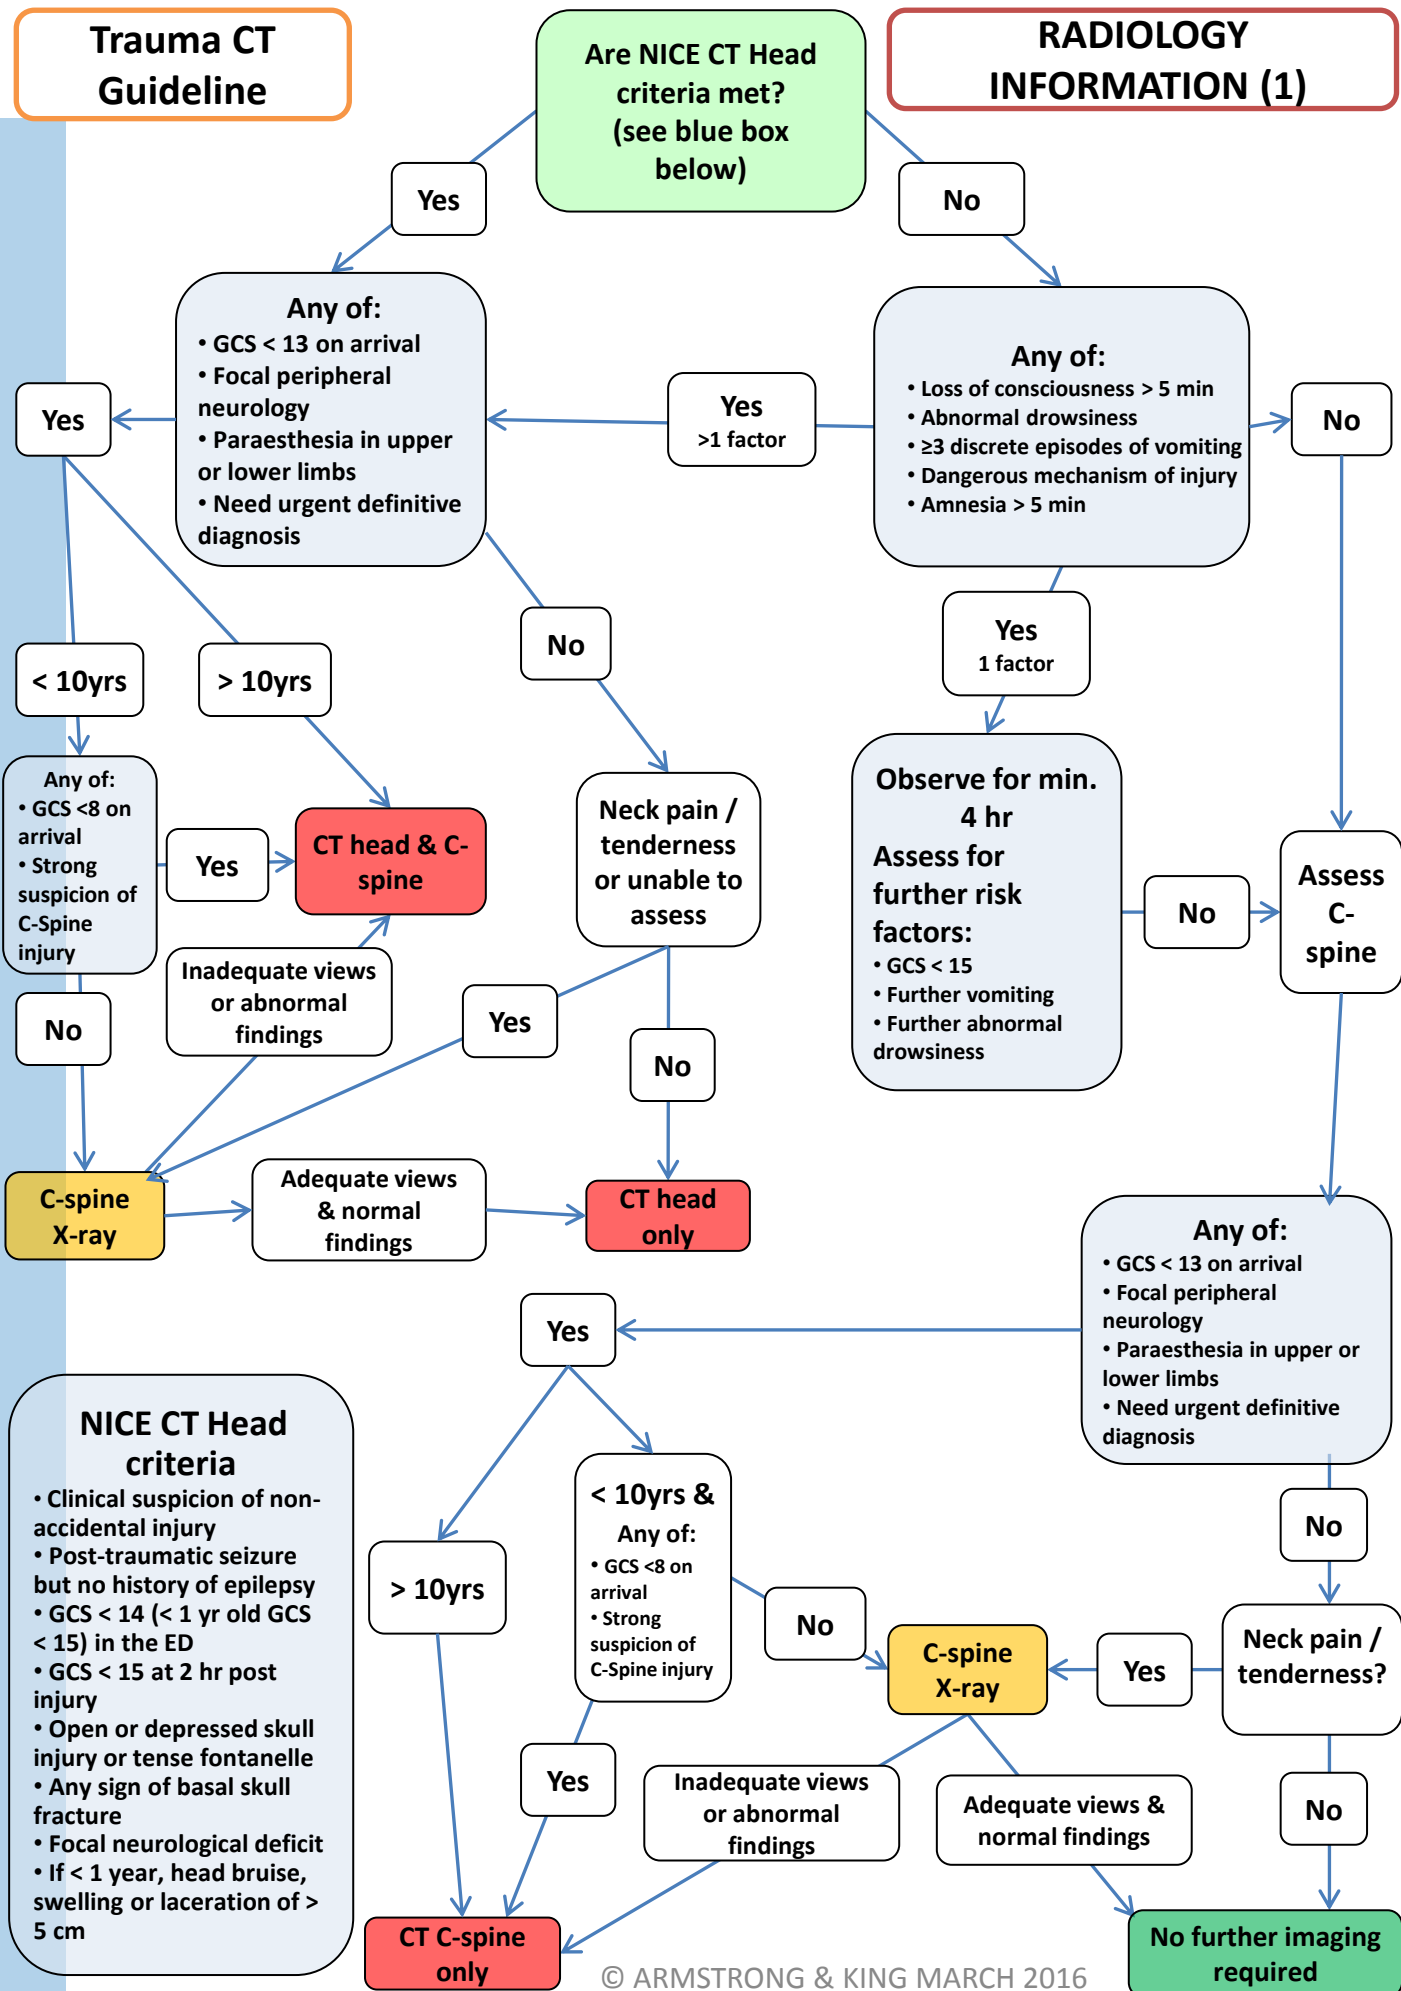 Trauma CT
Guideline
Are NICE CT Head
criteria met?
(see blue box
below)
RADIOLOGY
INFORMATION (1)
Yes
No
Any of:
• GCS < 13 on arrival
• Focal peripheral
neurology
• Paraesthesia in upper
or lower limbs
• Need urgent definitive
diagnosis
Yes
Yes
>1 factor
Any of:
• Loss of consciousness > 5 min
• Abnormal drowsiness
• ≥3 discrete episodes of vomiting
• Dangerous mechanism of injury
• Amnesia > 5 min
No
No
Yes
1 factor
< 10yrs
> 10yrs
Any of:
• GCS <8 on
arrival
• Strong
suspicion of
C-Spine
injury
Yes
CT head & C-
spine
Neck pain /
tenderness
or unable to
assess
Observe for min.
4 hr
Assess for
further risk
factors:
• GCS < 15
• Further vomiting
• Further abnormal
drowsiness
No
Assess
C-
spine
No
Inadequate views
or abnormal
findings
Yes
No
C-spine
X-ray
Adequate views
& normal
findings
CT head
only
Any of:
• GCS < 13 on arrival
• Focal peripheral
neurology
• Paraesthesia in upper or
lower limbs
• Need urgent definitive
diagnosis
Yes
NICE CT Head
criteria
• Clinical suspicion of non-
accidental injury
• Post-traumatic seizure
but no history of epilepsy
• GCS < 14 (< 1 yr old GCS
< 15) in the ED
• GCS < 15 at 2 hr post
injury
• Open or depressed skull
injury or tense fontanelle
• Any sign of basal skull
fracture
• Focal neurological deficit
• If < 1 year, head bruise,
swelling or laceration of >
5 cm
> 10yrs
< 10yrs &
Any of:
• GCS <8 on
arrival
• Strong
suspicion of
C-Spine injury
No
No
C-spine
X-ray
Yes
Neck pain /
tenderness?
Yes
Inadequate views
or abnormal
findings
Adequate views &
normal findings
No
CT C-spine
only
No further imaging
required
© ARMSTRONG & KING MARCH 2016